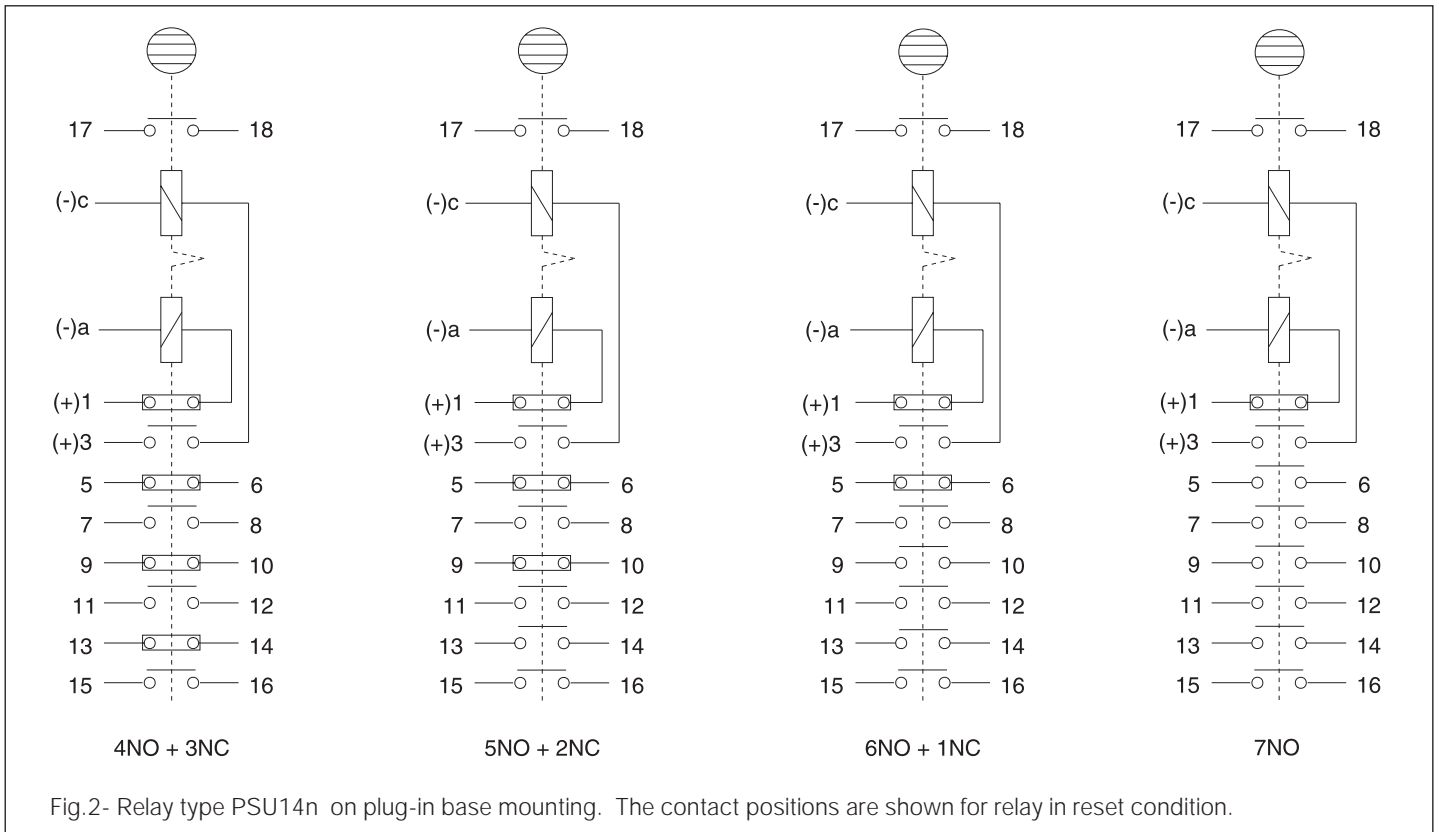 17 18 17 18 17 18 17 18
(-)c (-)c (-)c (-)c
(-)a (-)a (-)a (-)a
(+)1 (+)1 (+)1 (+)1
(+)3 (+)3 (+)3 (+)3
5 6 5 6 5 6 5 6
7 8 7 8 7 8 7 8
9 10 9 10 9 10 9 10
11 12 11 12 11 12 11 12
13 14 13 14 13 14 13 14
15 16 15 16 15 16 15 16
4NO + 3NC 5NO + 2NC 6NO + 1NC 7NO
Fig.2- Relay type PSU14n on plug-in base mounting. The contact positions are shown for relay in reset condition.